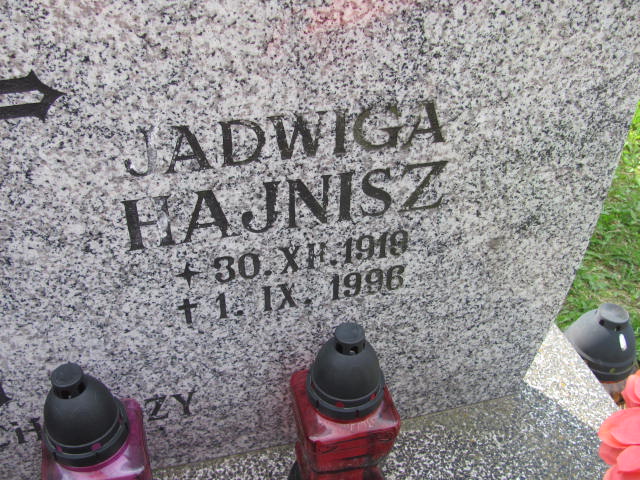 JADWIGA
HAJNISZ
✦ 30. XII. 1919
✝ 1. IX. 1996